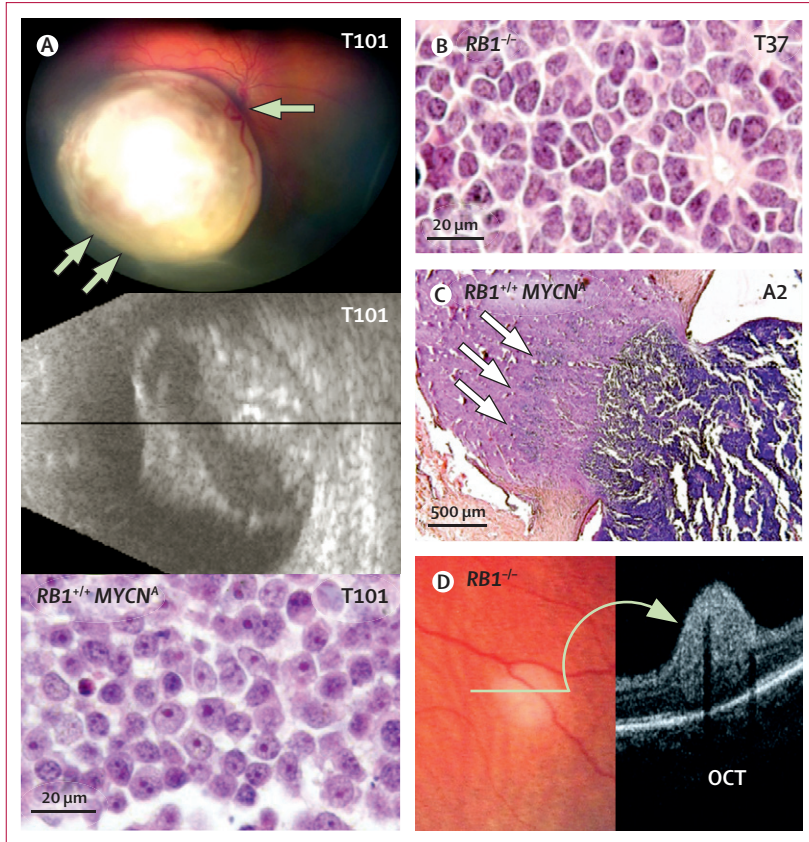 A
T101
T101
RB1+/+ MYCNᴬ
T101
20 µm
B
RB1–/–
T37
20 µm
C
RB1+/+ MYCNᴬ
A2
500 µm
D
RB1–/–
OCT